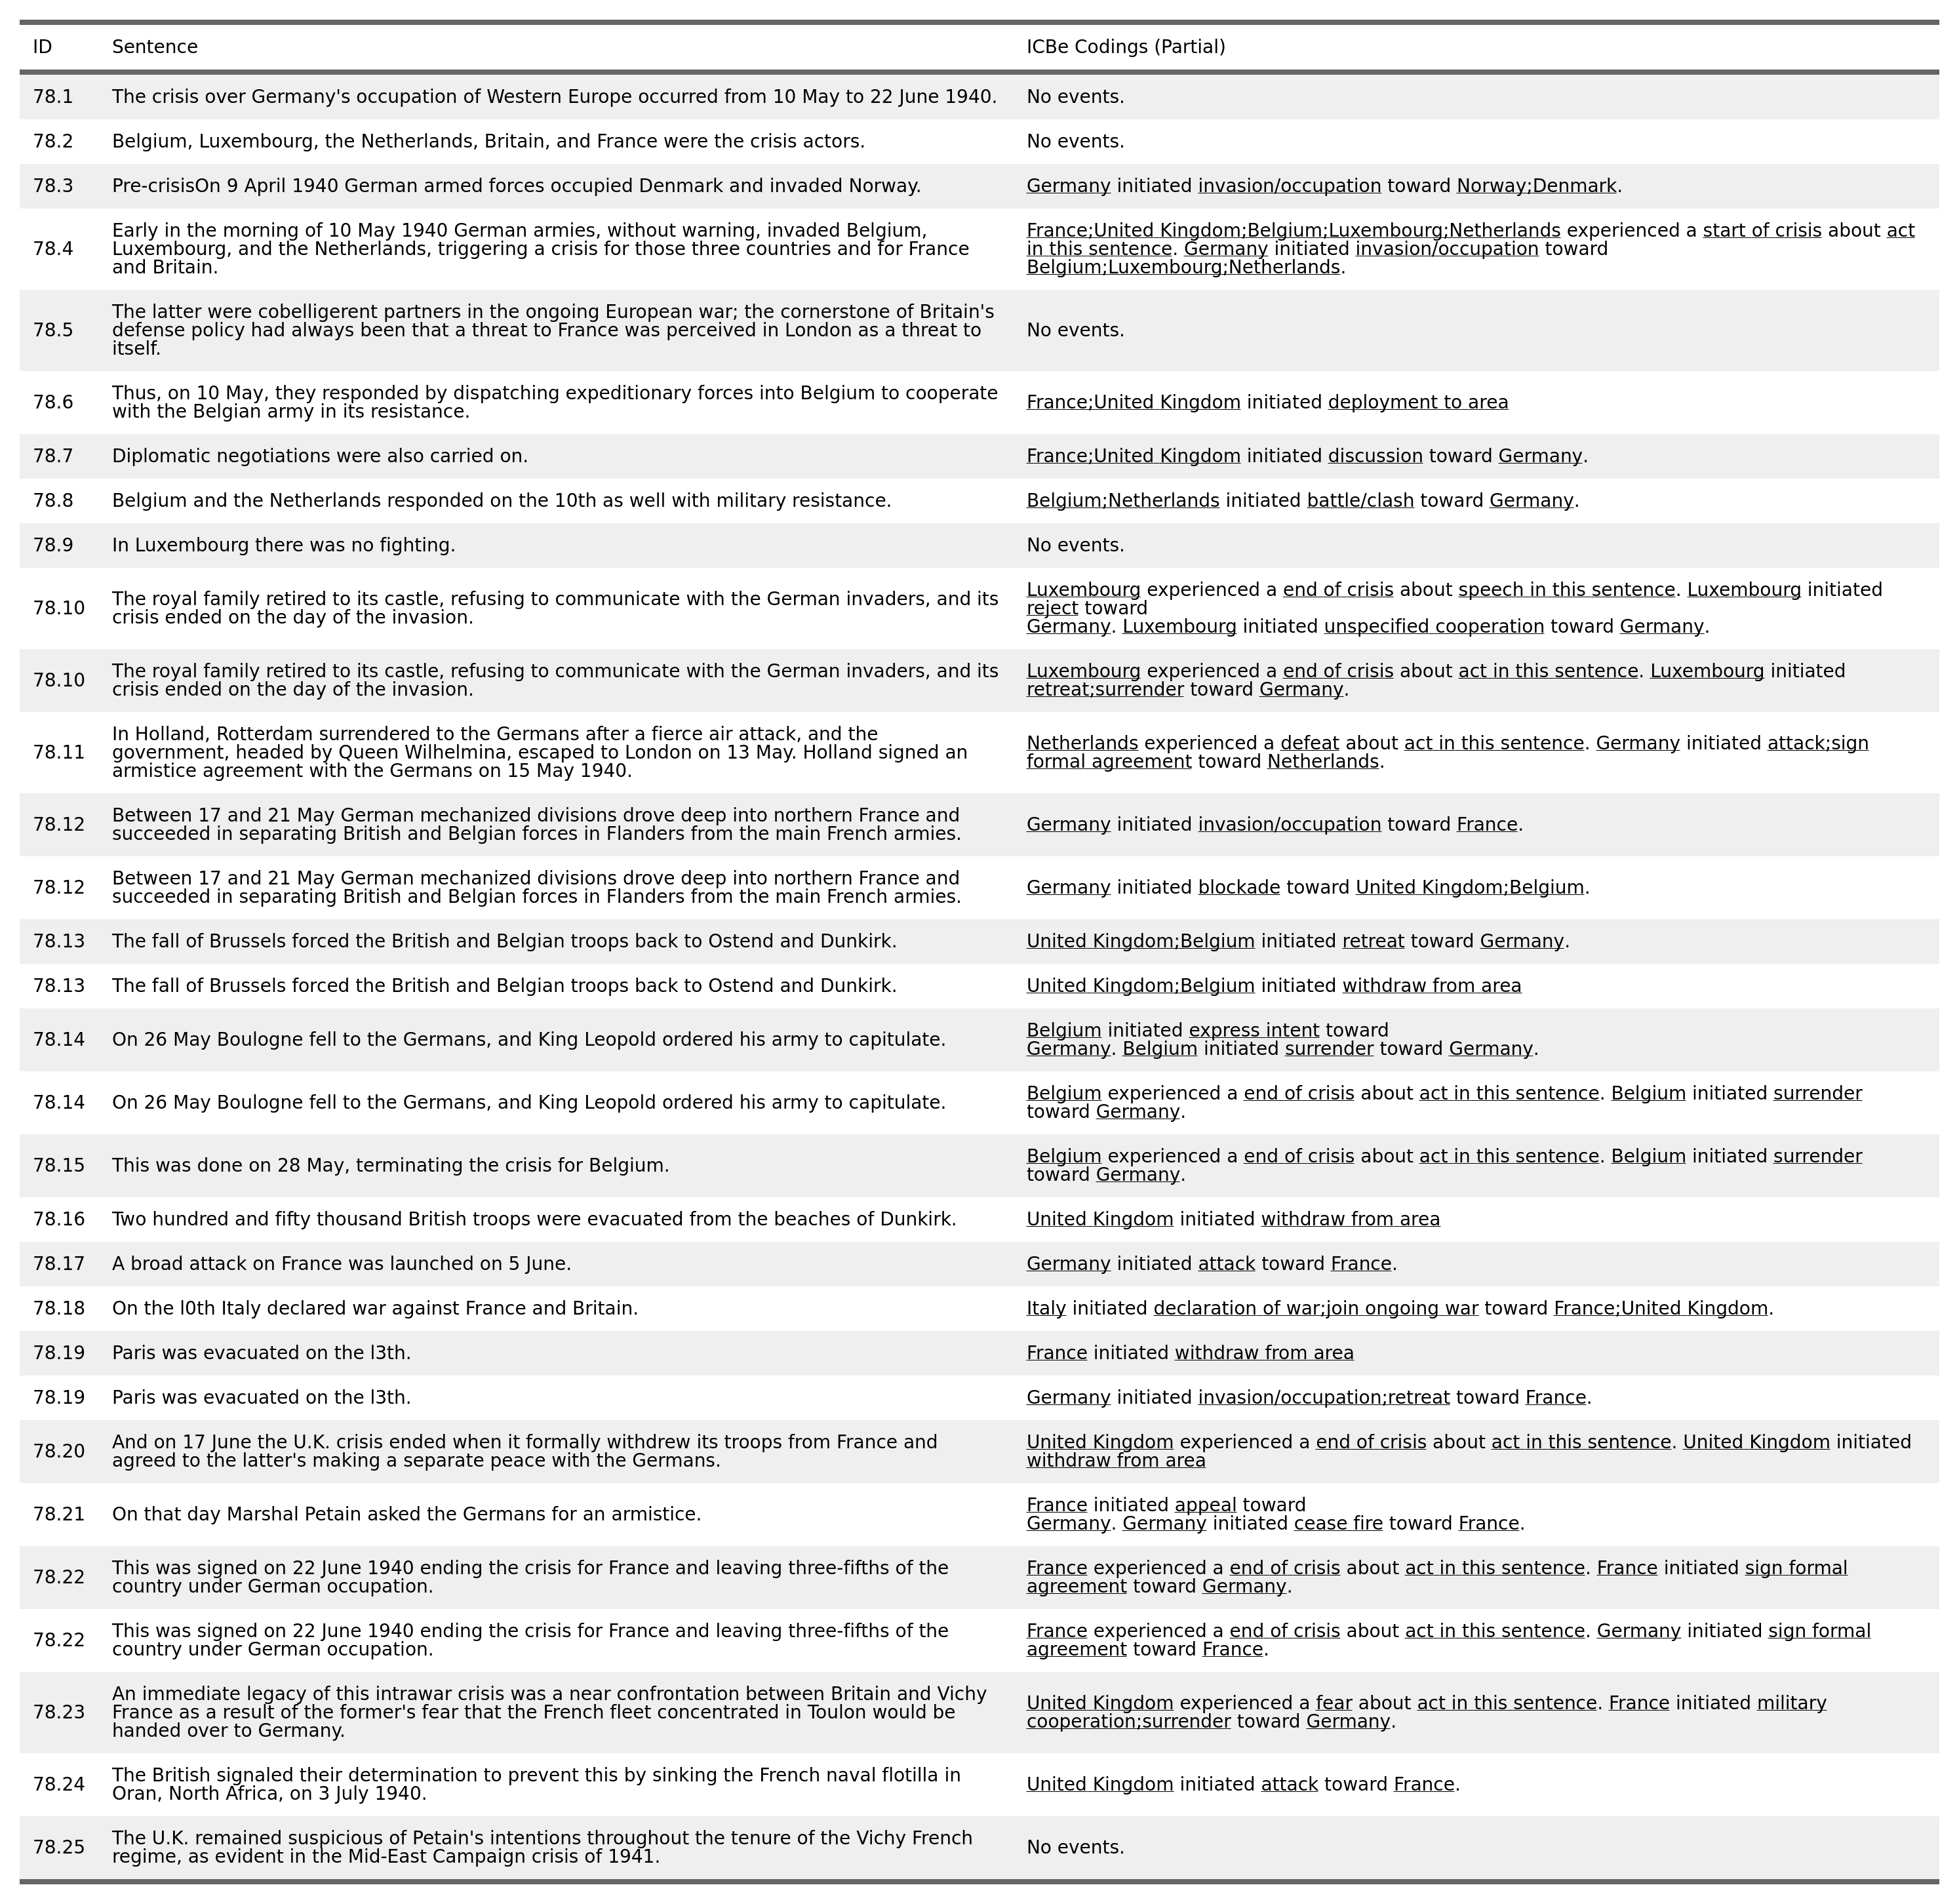 ID Sentence ICBe Codings (Partial)
78.1 The crisis over Germany's occupation of Western Europe occurred from 10 May to 22 June 1940. No events.
78.2 Belgium, Luxembourg, the Netherlands, Britain, and France were the crisis actors. No events.
78.3 Pre-crisisOn 9 April 1940 German armed forces occupied Denmark and invaded Norway. Germany initiated invasion/occupation toward Norway;Denmark.
78.4
Early in the morning of 10 May 1940 German armies, without warning, invaded Belgium,
Luxembourg, and the Netherlands, triggering a crisis for those three countries and for France
and Britain.
France;United Kingdom;Belgium;Luxembourg;Netherlands experienced a start of crisis about act
in this sentence. Germany initiated invasion/occupation toward
Belgium;Luxembourg;Netherlands.
78.5
The latter were cobelligerent partners in the ongoing European war; the cornerstone of Britain's
defense policy had always been that a threat to France was perceived in London as a threat to
itself.
No events.
78.6
Thus, on 10 May, they responded by dispatching expeditionary forces into Belgium to cooperate
with the Belgian army in its resistance.
France;United Kingdom initiated deployment to area
78.7 Diplomatic negotiations were also carried on. France;United Kingdom initiated discussion toward Germany.
78.8 Belgium and the Netherlands responded on the 10th as well with military resistance. Belgium;Netherlands initiated battle/clash toward Germany.
78.9 In Luxembourg there was no fighting. No events.
78.10
The royal family retired to its castle, refusing to communicate with the German invaders, and its
crisis ended on the day of the invasion.
Luxembourg experienced a end of crisis about speech in this sentence. Luxembourg initiated
reject toward
Germany. Luxembourg initiated unspecified cooperation toward Germany.
78.10
The royal family retired to its castle, refusing to communicate with the German invaders, and its
crisis ended on the day of the invasion.
Luxembourg experienced a end of crisis about act in this sentence. Luxembourg initiated
retreat;surrender toward Germany.
78.11
In Holland, Rotterdam surrendered to the Germans after a fierce air attack, and the
government, headed by Queen Wilhelmina, escaped to London on 13 May. Holland signed an
armistice agreement with the Germans on 15 May 1940.
Netherlands experienced a defeat about act in this sentence. Germany initiated attack;sign
formal agreement toward Netherlands.
78.12
Between 17 and 21 May German mechanized divisions drove deep into northern France and
succeeded in separating British and Belgian forces in Flanders from the main French armies.
Germany initiated invasion/occupation toward France.
78.12
Between 17 and 21 May German mechanized divisions drove deep into northern France and
succeeded in separating British and Belgian forces in Flanders from the main French armies.
Germany initiated blockade toward United Kingdom;Belgium.
78.13 The fall of Brussels forced the British and Belgian troops back to Ostend and Dunkirk. United Kingdom;Belgium initiated retreat toward Germany.
78.13 The fall of Brussels forced the British and Belgian troops back to Ostend and Dunkirk. United Kingdom;Belgium initiated withdraw from area
78.14 On 26 May Boulogne fell to the Germans, and King Leopold ordered his army to capitulate.
Belgium initiated express intent toward
Germany. Belgium initiated surrender toward Germany.
78.14 On 26 May Boulogne fell to the Germans, and King Leopold ordered his army to capitulate.
Belgium experienced a end of crisis about act in this sentence. Belgium initiated surrender
toward Germany.
78.15 This was done on 28 May, terminating the crisis for Belgium.
Belgium experienced a end of crisis about act in this sentence. Belgium initiated surrender
toward Germany.
78.16 Two hundred and fifty thousand British troops were evacuated from the beaches of Dunkirk. United Kingdom initiated withdraw from area
78.17 A broad attack on France was launched on 5 June. Germany initiated attack toward France.
78.18 On the l0th Italy declared war against France and Britain. Italy initiated declaration of war;join ongoing war toward France;United Kingdom.
78.19 Paris was evacuated on the l3th. France initiated withdraw from area
78.19 Paris was evacuated on the l3th. Germany initiated invasion/occupation;retreat toward France.
78.20
And on 17 June the U.K. crisis ended when it formally withdrew its troops from France and
agreed to the latter's making a separate peace with the Germans.
United Kingdom experienced a end of crisis about act in this sentence. United Kingdom initiated
withdraw from area
78.21 On that day Marshal Petain asked the Germans for an armistice.
France initiated appeal toward
Germany. Germany initiated cease fire toward France.
78.22
This was signed on 22 June 1940 ending the crisis for France and leaving three-fifths of the
country under German occupation.
France experienced a end of crisis about act in this sentence. France initiated sign formal
agreement toward Germany.
78.22
This was signed on 22 June 1940 ending the crisis for France and leaving three-fifths of the
country under German occupation.
France experienced a end of crisis about act in this sentence. Germany initiated sign formal
agreement toward France.
78.23
An immediate legacy of this intrawar crisis was a near confrontation between Britain and Vichy
France as a result of the former's fear that the French fleet concentrated in Toulon would be
handed over to Germany.
United Kingdom experienced a fear about act in this sentence. France initiated military
cooperation;surrender toward Germany.
78.24
The British signaled their determination to prevent this by sinking the French naval flotilla in
Oran, North Africa, on 3 July 1940.
United Kingdom initiated attack toward France.
78.25
The U.K. remained suspicious of Petain's intentions throughout the tenure of the Vichy French
regime, as evident in the Mid-East Campaign crisis of 1941.
No events.